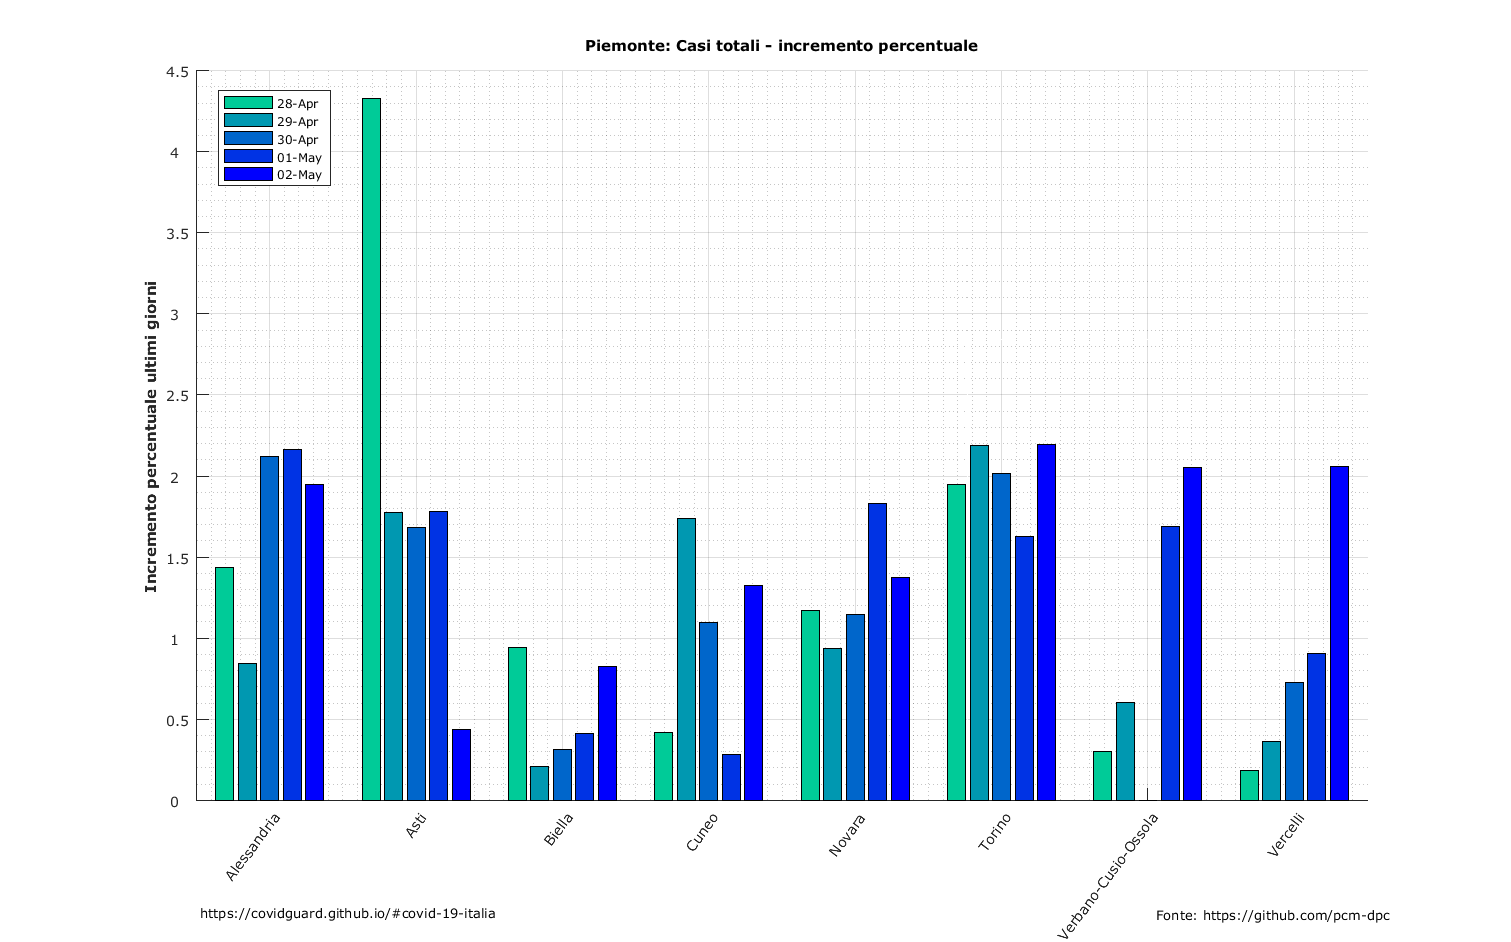 Piemonte: Casi totali - incremento percentuale
Incremento percentuale ultimi giorni
4.5
4
3.5
3
2.5
2
1.5
1
0.5
0
28-Apr
29-Apr
30-Apr
01-May
02-May
Alessandria
Asti
Biella
Cuneo
Novara
Torino
Verbano-Cusio-Ossola
Vercelli
https://covidguard.github.io/#covid-19-italia
Fonte: https://github.com/pcm-dpc